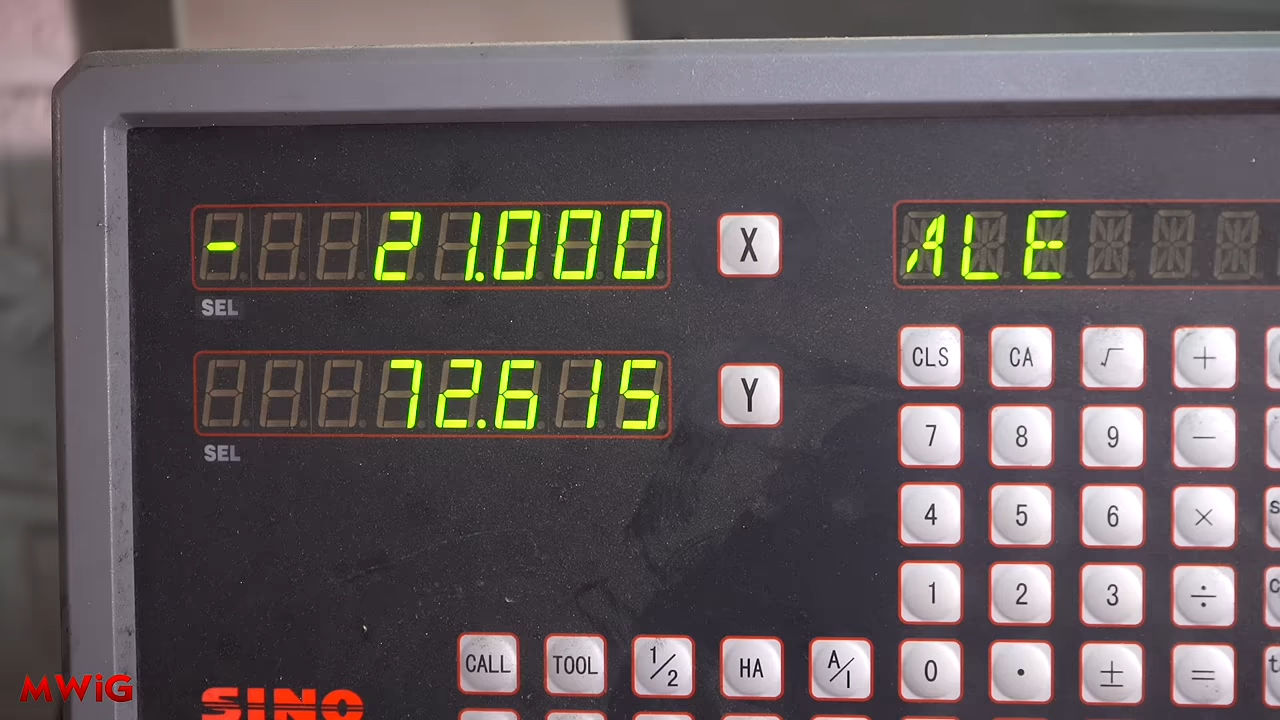 - 21.000 X ALE
SEL
72.615 Y
SEL
CLS CA √ +
7 8 9 −
4 5 6 ×
1 2 3 ÷
CALL TOOL 1/2 HA A/I 0 · ± =
MWiG SINO